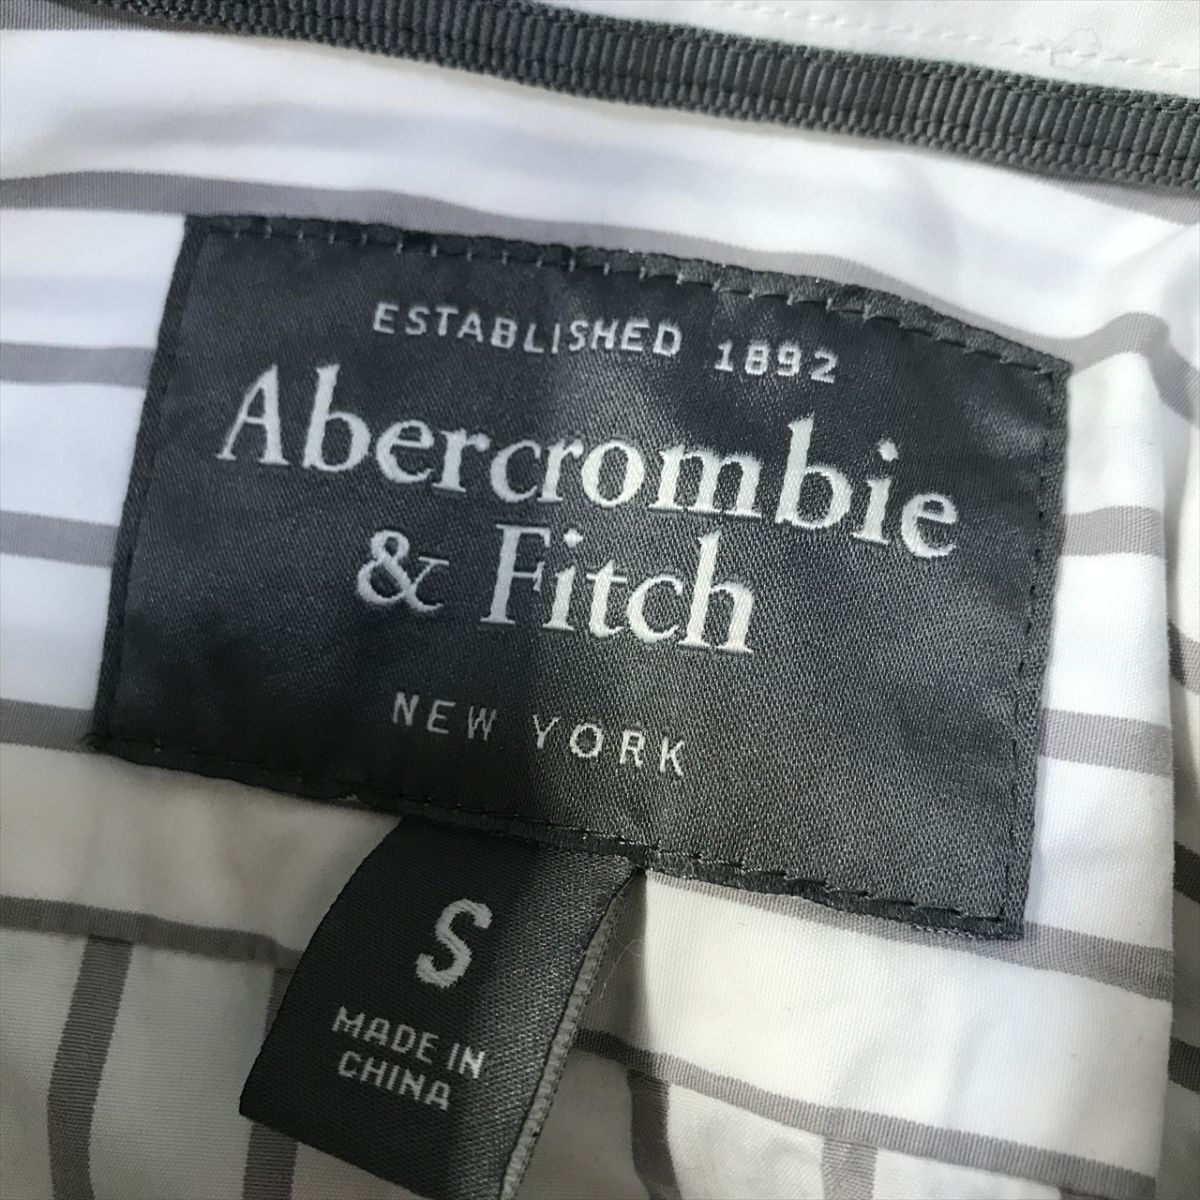 ESTABLISHED 1892
Abercrombie
& Fitch
NEW YORK
S
MADE IN
CHINA